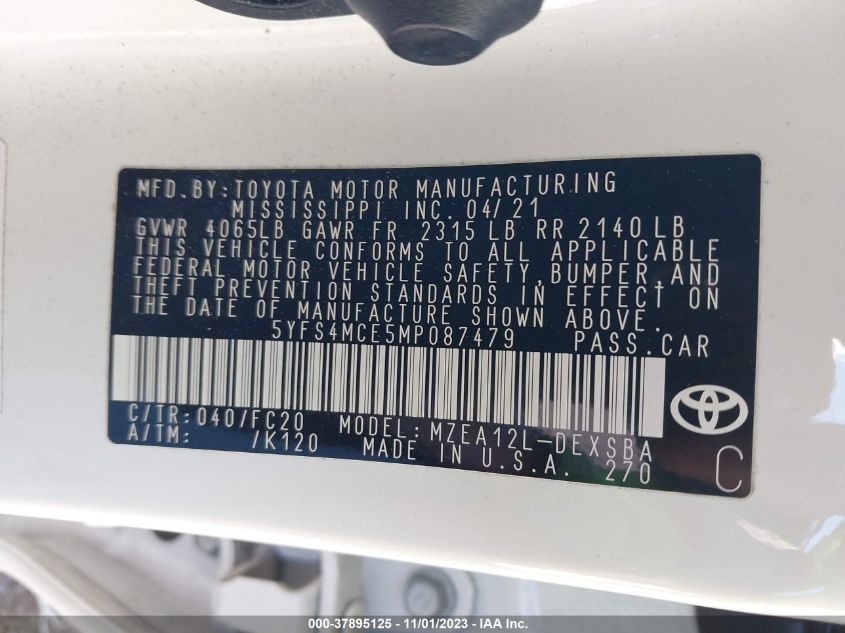 MFD.BY:TOYOTA MOTOR MANUFACTURING
MISSISSIPPI INC. 04/21
GVWR 4065LB GAWR FR 2315 LB RR 2140 LB
THIS VEHICLE CONFORMS TO ALL APPLICABLE
FEDERAL MOTOR VEHICLE SAFETY,BUMPER,AND
THEFT PREVENTION STANDARDS IN EFFECT ON
THE DATE OF MANUFACTURE SHOWN ABOVE.
5YFS4MCE5MP087479 PASS.CAR
C/TR:040/FC20 MODEL:MZEA12L-DEXSBA
A/TM: /K120 MADE IN U.S.A. 270
C
000-37895125 - 11/01/2023 - IAA Inc.